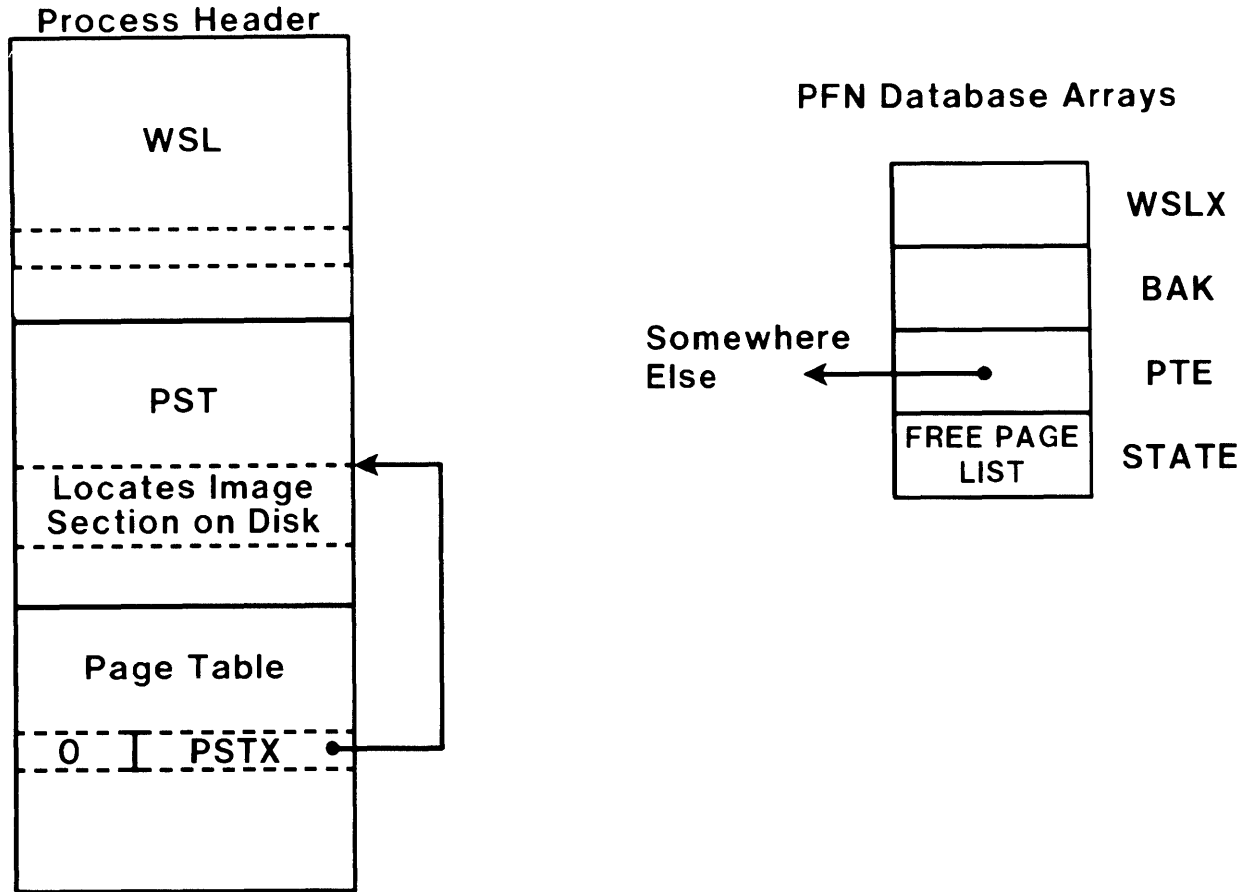 Process Header
WSL
PST
Locates Image
Section on Disk
Page Table
0 PSTX
PFN Database Arrays
WSLX
BAK
Somewhere
Else
PTE
FREE PAGE
LIST
STATE